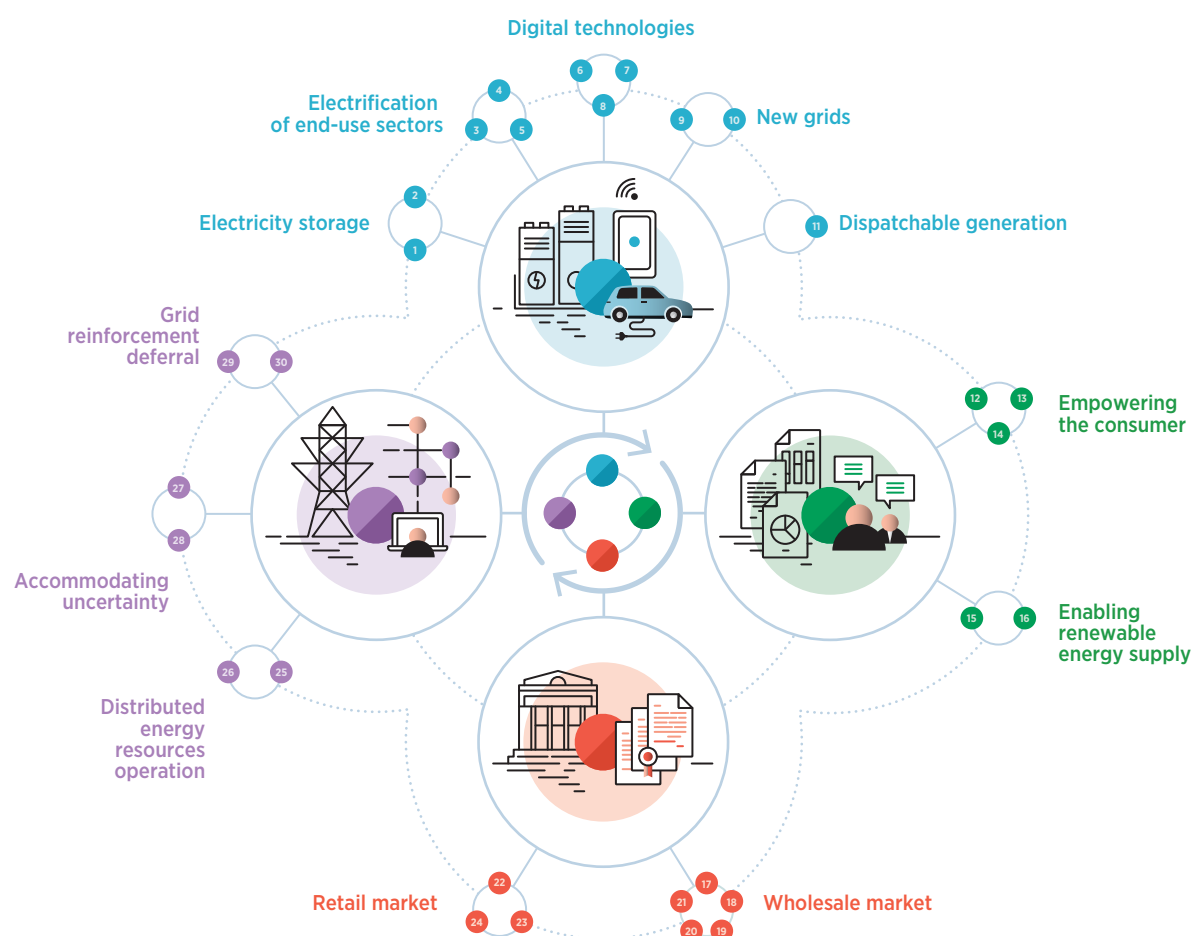 Digital technologies
6
7
8
Electrification
of end-use sectors
4
3
5
9
10
New grids
Electricity storage
2
1
11
Dispatchable generation
Grid
reinforcement
deferral
29
30
12
13
14
Empowering
the consumer
27
28
Accommodating
uncertainty
15
16
Enabling
renewable
energy supply
26
25
Distributed
energy
resources
operation
Retail market
22
24
23
17
21
18
20
19
Wholesale market